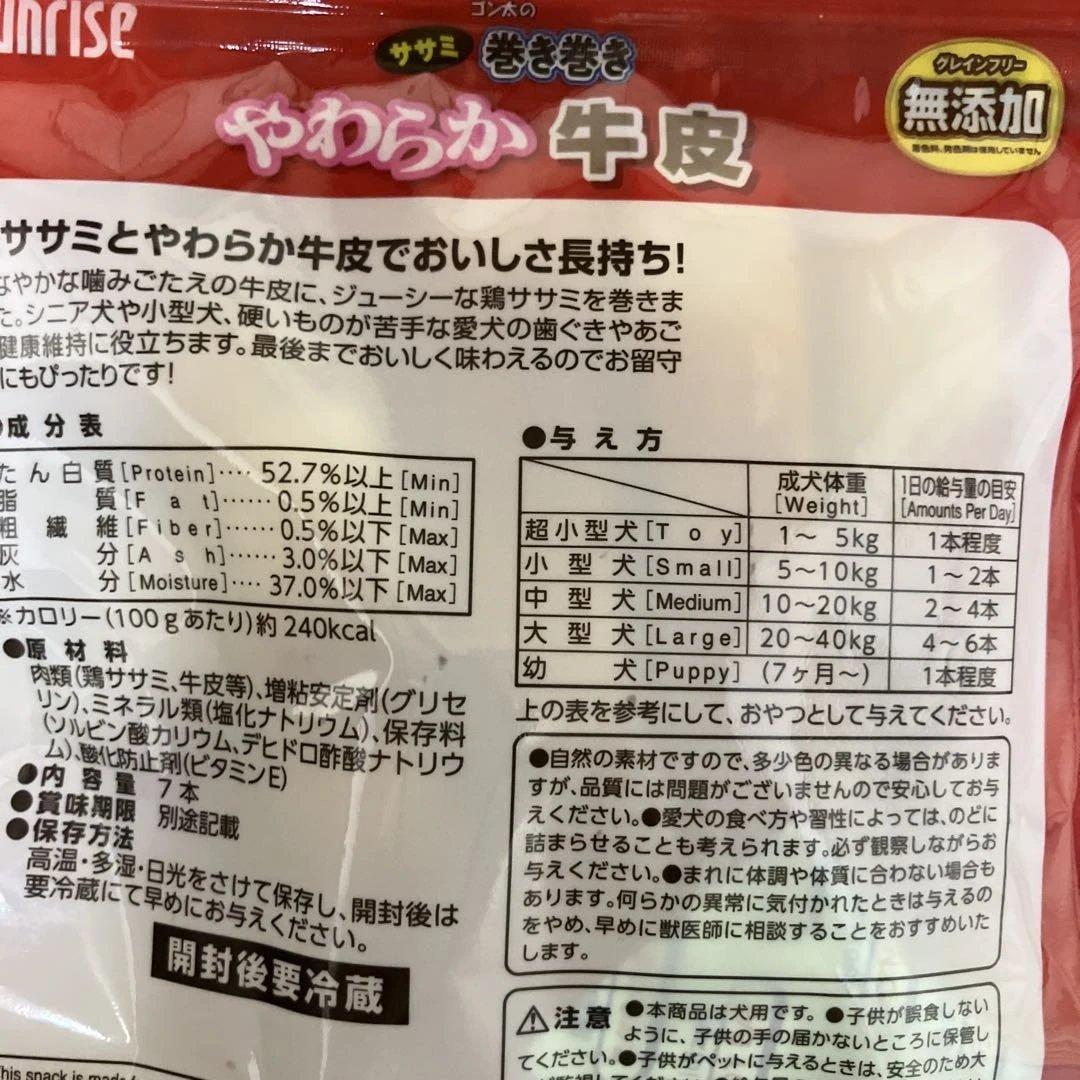 unrise
ゴン太の
ササミ 巻き巻き
やわらか 牛皮
グレインフリー
無添加
着色料、発色剤は使用していません
ササミとやわらか牛皮でおいしさ長持ち!
なやかな噛みごたえの牛皮に、ジューシーな鶏ササミを巻きま
た。シニア犬や小型犬、硬いものが苦手な愛犬の歯ぐきやあご
健康維持に役立ちます。最後までおいしく味わえるのでお留守
にもぴったりです!
●成分表
たん白質[Protein]‥‥52.7%以上[Min]
脂質[Fat]‥‥‥0.5%以上[Min]
粗繊維[Fiber]‥‥‥0.5%以下[Max]
灰分[Ash]‥‥‥3.0%以下[Max]
水分[Moisture]‥‥37.0%以下[Max]
※カロリー(100gあたり)約240kcal
●原材料
肉類(鶏ササミ、牛皮等)、増粘安定剤(グリセ
リン)、ミネラル類(塩化ナトリウム)、保存料
(ソルビン酸カリウム、デヒドロ酢酸ナトリウ
ム)、酸化防止剤(ビタミンE)
●内容量 7本
●賞味期限 別途記載
●保存方法
高温・多湿・日光をさけて保存し、開封後は
要冷蔵にて早めにお与えください。
開封後要冷蔵
This snack is made
●与え方
成犬体重 1日の給与量の目安
[Weight] [Amounts Per Day]
超小型犬[Toy] 1〜5kg 1本程度
小型犬[Small] 5〜10kg 1〜2本
中型犬[Medium] 10〜20kg 2〜4本
大型犬[Large] 20〜40kg 4〜6本
幼犬[Puppy] (7ヶ月〜) 1本程度
上の表を参考にして、おやつとして与えてください。
●自然の素材ですので、多少色の異なる場合がありま
すが、品質には問題がございませんので安心してお与
えください。●愛犬の食べ方や習性によっては、のどに
詰まらせることも考えられます。必ず観察しながらお
与えください。●まれに体調や体質に合わない場合も
あります。何らかの異常に気付かれたときは与えるの
をやめ、早めに獣医師に相談することをおすすめいた
します。
注意 ●本商品は犬用です。●子供が誤食しない
ように、子供の手の届かないところに保管し
てください。●子供がペットに与えるときは、安全のため大